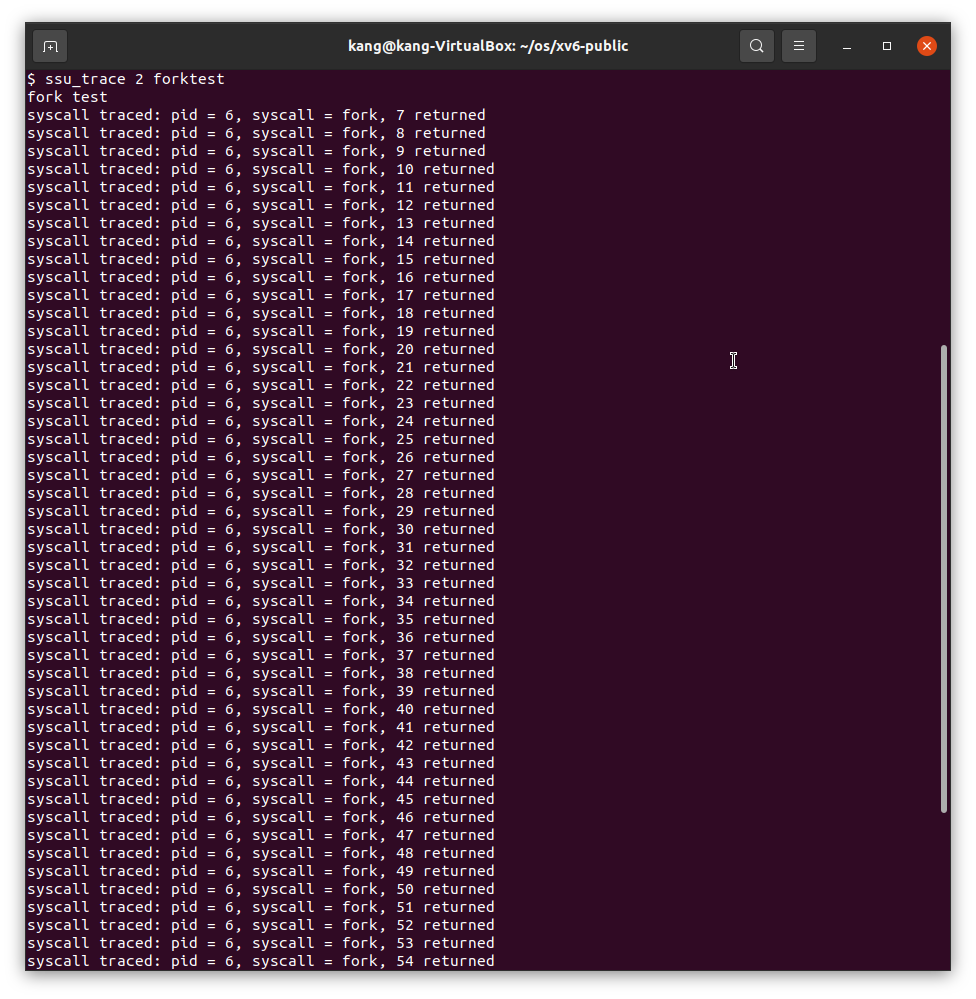 kang@kang-VirtualBox: ~/os/xv6-public
$ ssu_trace 2 forktest
fork test
syscall traced: pid = 6, syscall = fork, 7 returned
syscall traced: pid = 6, syscall = fork, 8 returned
syscall traced: pid = 6, syscall = fork, 9 returned
syscall traced: pid = 6, syscall = fork, 10 returned
syscall traced: pid = 6, syscall = fork, 11 returned
syscall traced: pid = 6, syscall = fork, 12 returned
syscall traced: pid = 6, syscall = fork, 13 returned
syscall traced: pid = 6, syscall = fork, 14 returned
syscall traced: pid = 6, syscall = fork, 15 returned
syscall traced: pid = 6, syscall = fork, 16 returned
syscall traced: pid = 6, syscall = fork, 17 returned
syscall traced: pid = 6, syscall = fork, 18 returned
syscall traced: pid = 6, syscall = fork, 19 returned
syscall traced: pid = 6, syscall = fork, 20 returned
syscall traced: pid = 6, syscall = fork, 21 returned
syscall traced: pid = 6, syscall = fork, 22 returned
syscall traced: pid = 6, syscall = fork, 23 returned
syscall traced: pid = 6, syscall = fork, 24 returned
syscall traced: pid = 6, syscall = fork, 25 returned
syscall traced: pid = 6, syscall = fork, 26 returned
syscall traced: pid = 6, syscall = fork, 27 returned
syscall traced: pid = 6, syscall = fork, 28 returned
syscall traced: pid = 6, syscall = fork, 29 returned
syscall traced: pid = 6, syscall = fork, 30 returned
syscall traced: pid = 6, syscall = fork, 31 returned
syscall traced: pid = 6, syscall = fork, 32 returned
syscall traced: pid = 6, syscall = fork, 33 returned
syscall traced: pid = 6, syscall = fork, 34 returned
syscall traced: pid = 6, syscall = fork, 35 returned
syscall traced: pid = 6, syscall = fork, 36 returned
syscall traced: pid = 6, syscall = fork, 37 returned
syscall traced: pid = 6, syscall = fork, 38 returned
syscall traced: pid = 6, syscall = fork, 39 returned
syscall traced: pid = 6, syscall = fork, 40 returned
syscall traced: pid = 6, syscall = fork, 41 returned
syscall traced: pid = 6, syscall = fork, 42 returned
syscall traced: pid = 6, syscall = fork, 43 returned
syscall traced: pid = 6, syscall = fork, 44 returned
syscall traced: pid = 6, syscall = fork, 45 returned
syscall traced: pid = 6, syscall = fork, 46 returned
syscall traced: pid = 6, syscall = fork, 47 returned
syscall traced: pid = 6, syscall = fork, 48 returned
syscall traced: pid = 6, syscall = fork, 49 returned
syscall traced: pid = 6, syscall = fork, 50 returned
syscall traced: pid = 6, syscall = fork, 51 returned
syscall traced: pid = 6, syscall = fork, 52 returned
syscall traced: pid = 6, syscall = fork, 53 returned
syscall traced: pid = 6, syscall = fork, 54 returned